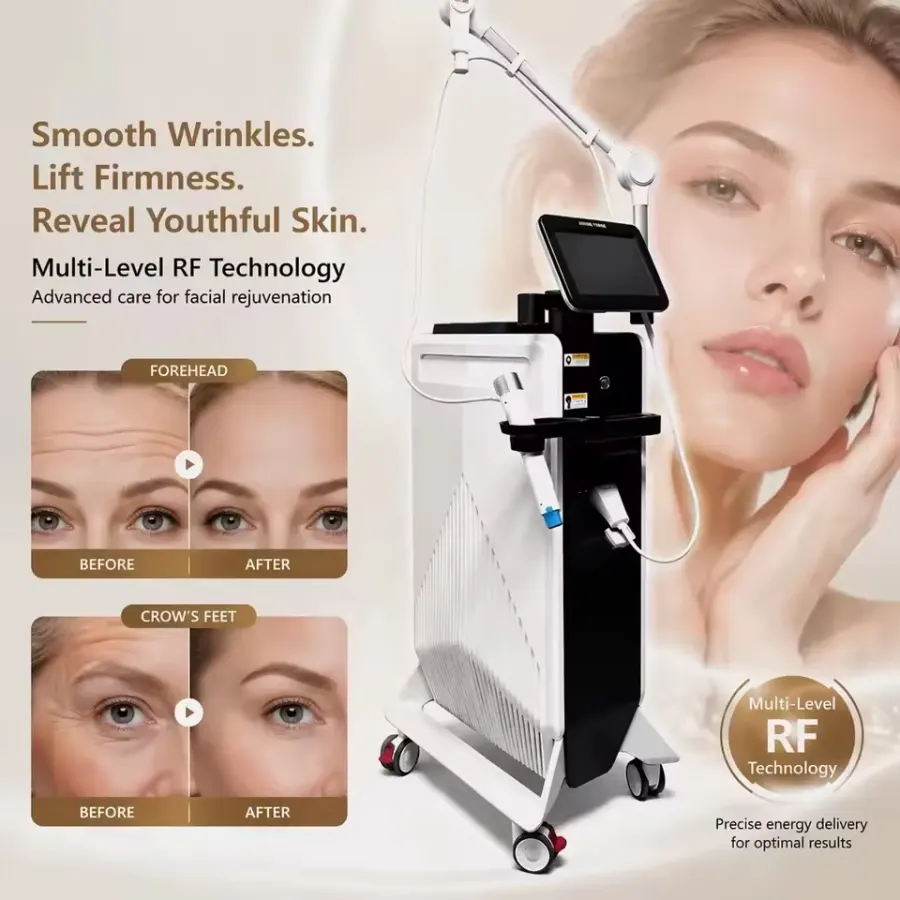 Smooth Wrinkles.
Lift Firmness.
Reveal Youthful Skin.
Multi-Level RF Technology
Advanced care for facial rejuvenation
FOREHEAD
BEFORE
AFTER
CROW'S FEET
BEFORE
AFTER
Multi-Level
RF
Technology
Precise energy delivery
for optimal results